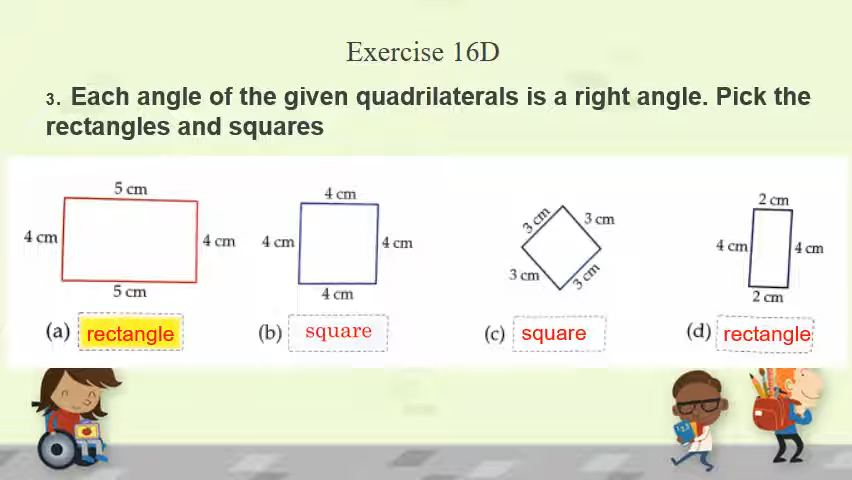 Exercise 16D
3. Each angle of the given quadrilaterals is a right angle. Pick the
rectangles and squares
5 cm
4 cm
4 cm
5 cm
(a) rectangle
4 cm
4 cm
4 cm
4 cm
(b) square
3 cm
3 cm
3 cm
3 cm
(c) square
2 cm
4 cm
4 cm
2 cm
(d) rectangle
123